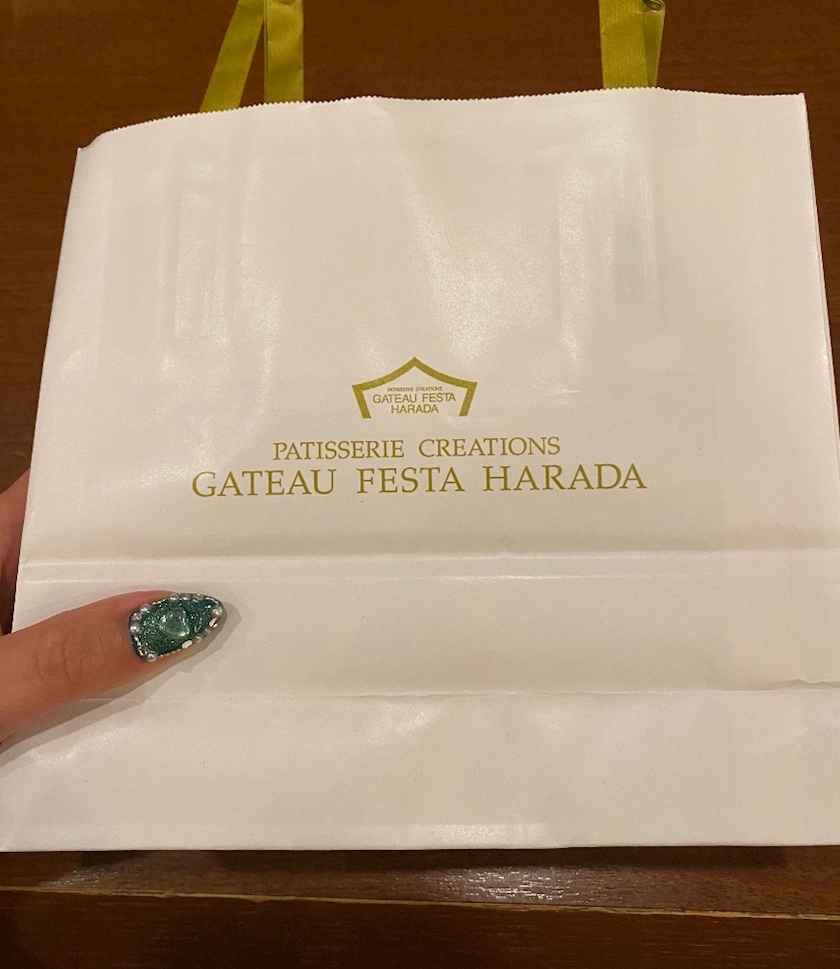 PATISSERIE CREATIONS
GATEAU FESTA
HARADA
PATISSERIE CREATIONS
GATEAU FESTA HARADA